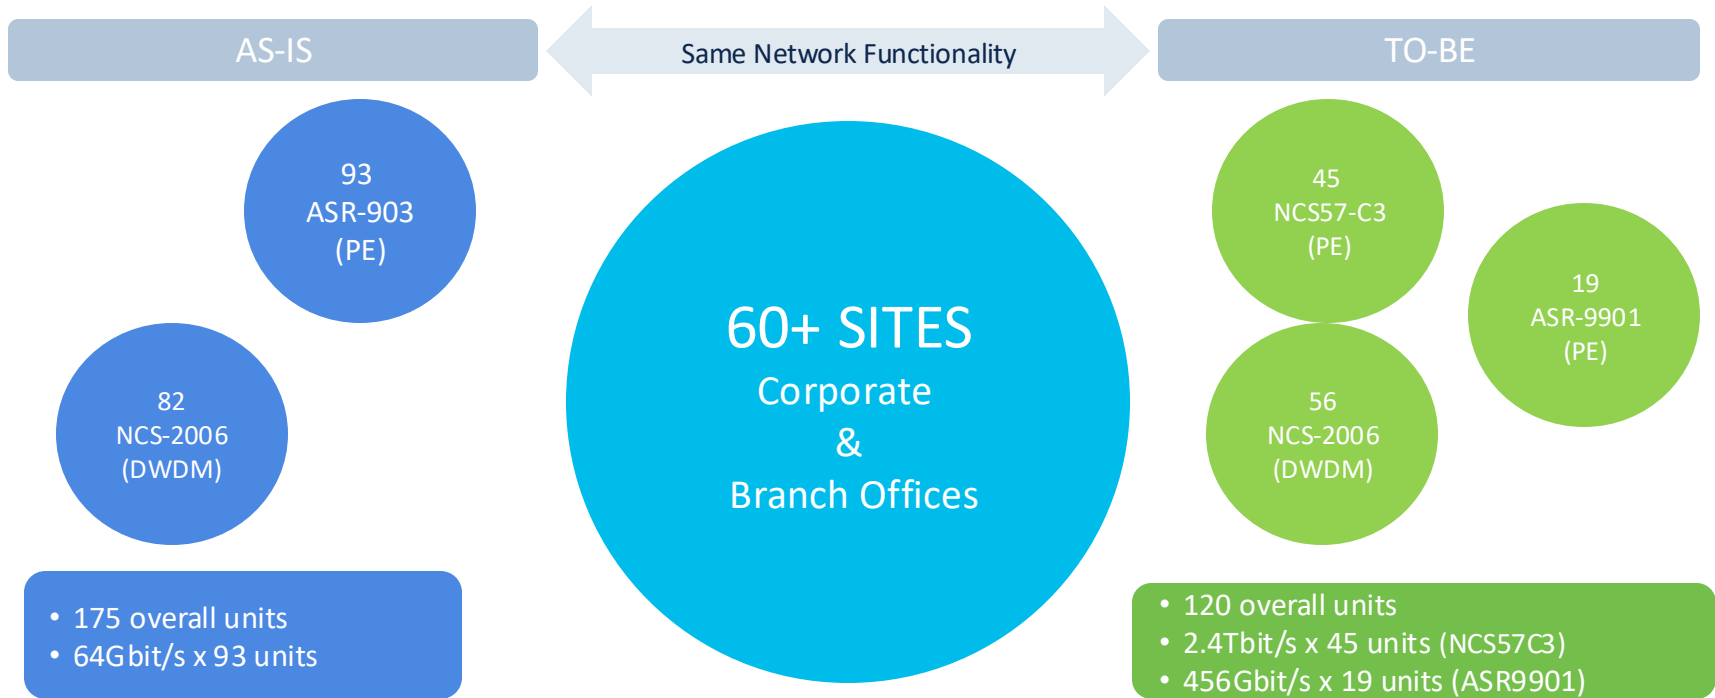 AS-IS
Same Network Functionality
TO-BE
93
ASR-903
(PE)
82
NCS-2006
(DWDM)
• 175 overall units
• 64Gbit/s x 93 units
60+ SITES
Corporate
&
Branch Offices
45
NCS57-C3
(PE)
19
ASR-9901
(PE)
56
NCS-2006
(DWDM)
• 120 overall units
• 2.4Tbit/s x 45 units (NCS57C3)
• 456Gbit/s x 19 units (ASR9901)